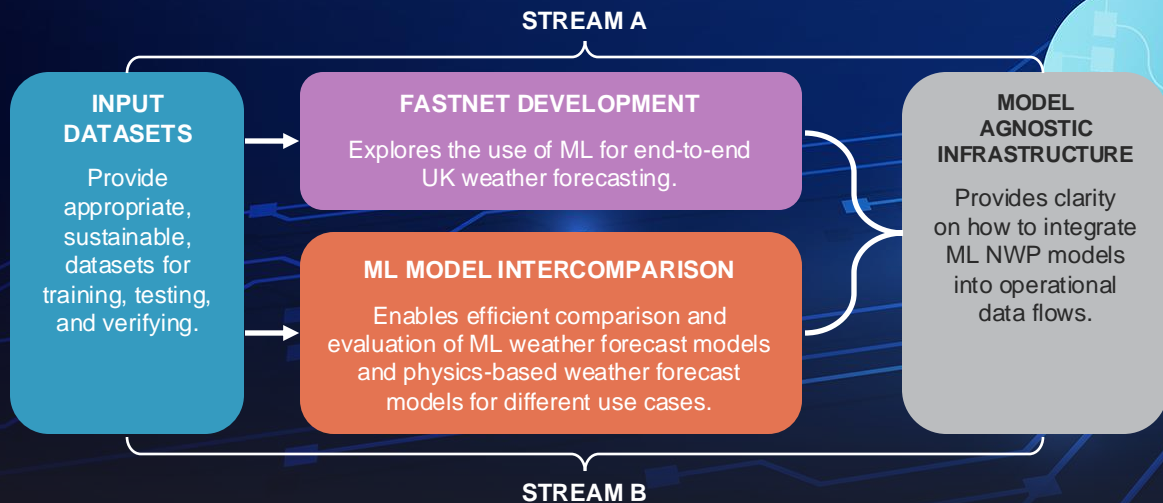 STREAM A
INPUT
DATASETS
Provide
appropriate,
sustainable,
datasets for
training, testing,
and verifying.
FASTNET DEVELOPMENT
Explores the use of ML for end-to-end
UK weather forecasting.
ML MODEL INTERCOMPARISON
Enables efficient comparison and
evaluation of ML weather forecast models
and physics-based weather forecast
models for different use cases.
MODEL
AGNOSTIC
INFRASTRUCTURE
Provides clarity
on how to integrate
ML NWP models
into operational
data flows.
STREAM B